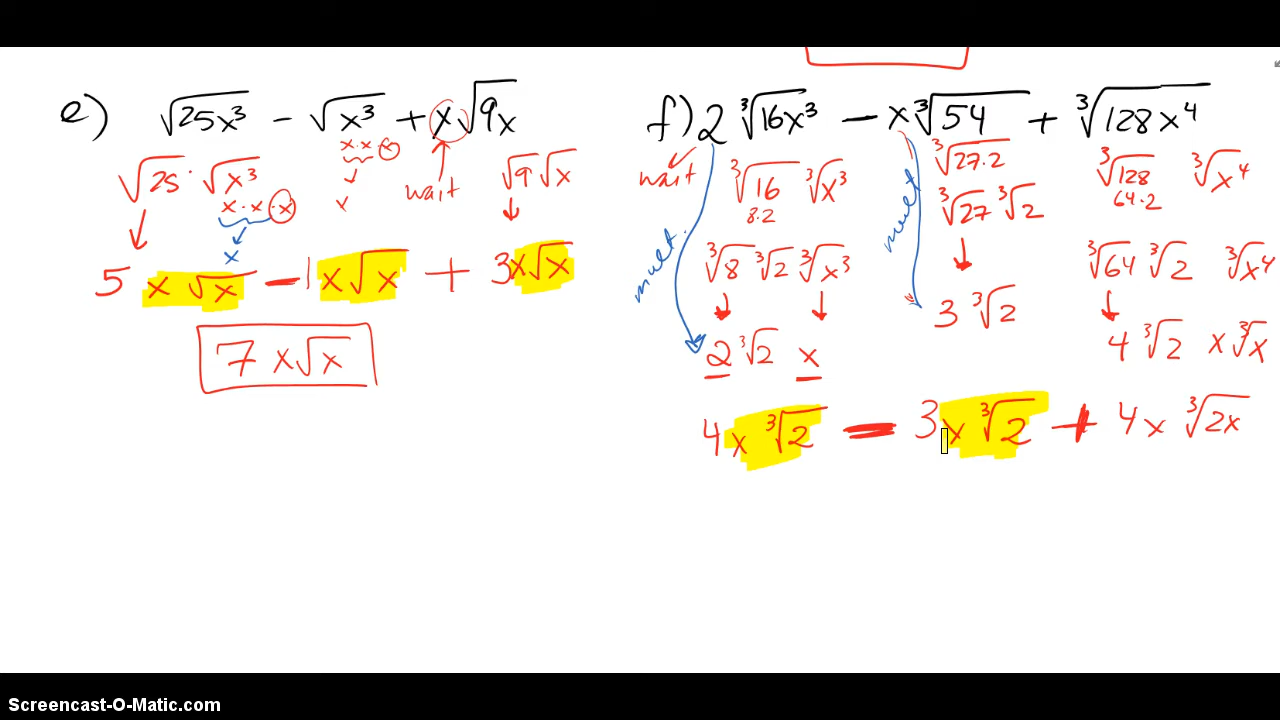 e) √25x³ - √x³ + x√9x
√25 · √x³
x · x · x
x
x · x · x
x
wait
√9 √x
5 x√x - 1x√x + 3x√x
7x√x
f) 2 ∛16x³ - x∛54 + ∛128x⁴
wait
mult.
∛16 ∛x³
8·2
∛8 ∛2 ∛x³
2 ∛2 x
mult
∛27·2
∛27 ∛2
3 ∛2
∛128 ∛x⁴
64·2
∛64 ∛2 ∛x⁴
4 ∛2 x∛x
4x ∛2 - 3x ∛2 + 4x ∛2x
Screencast-O-Matic.com